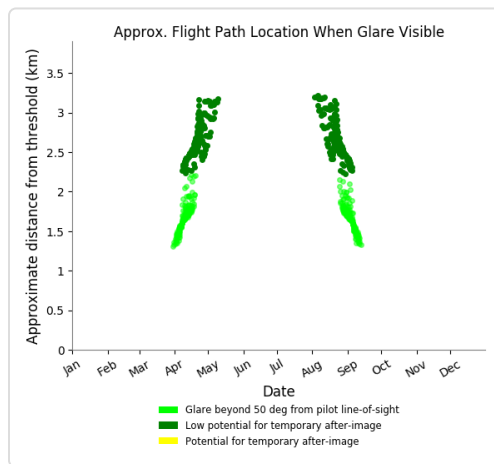 Approx. Flight Path Location When Glare Visible
Approximate distance from threshold (km)
3.5
3
2.5
2
1.5
1
0.5
0
Jan Feb Mar Apr May Jun Jul Aug Sep Oct Nov Dec
Date
Glare beyond 50 deg from pilot line-of-sight
Low potential for temporary after-image
Potential for temporary after-image